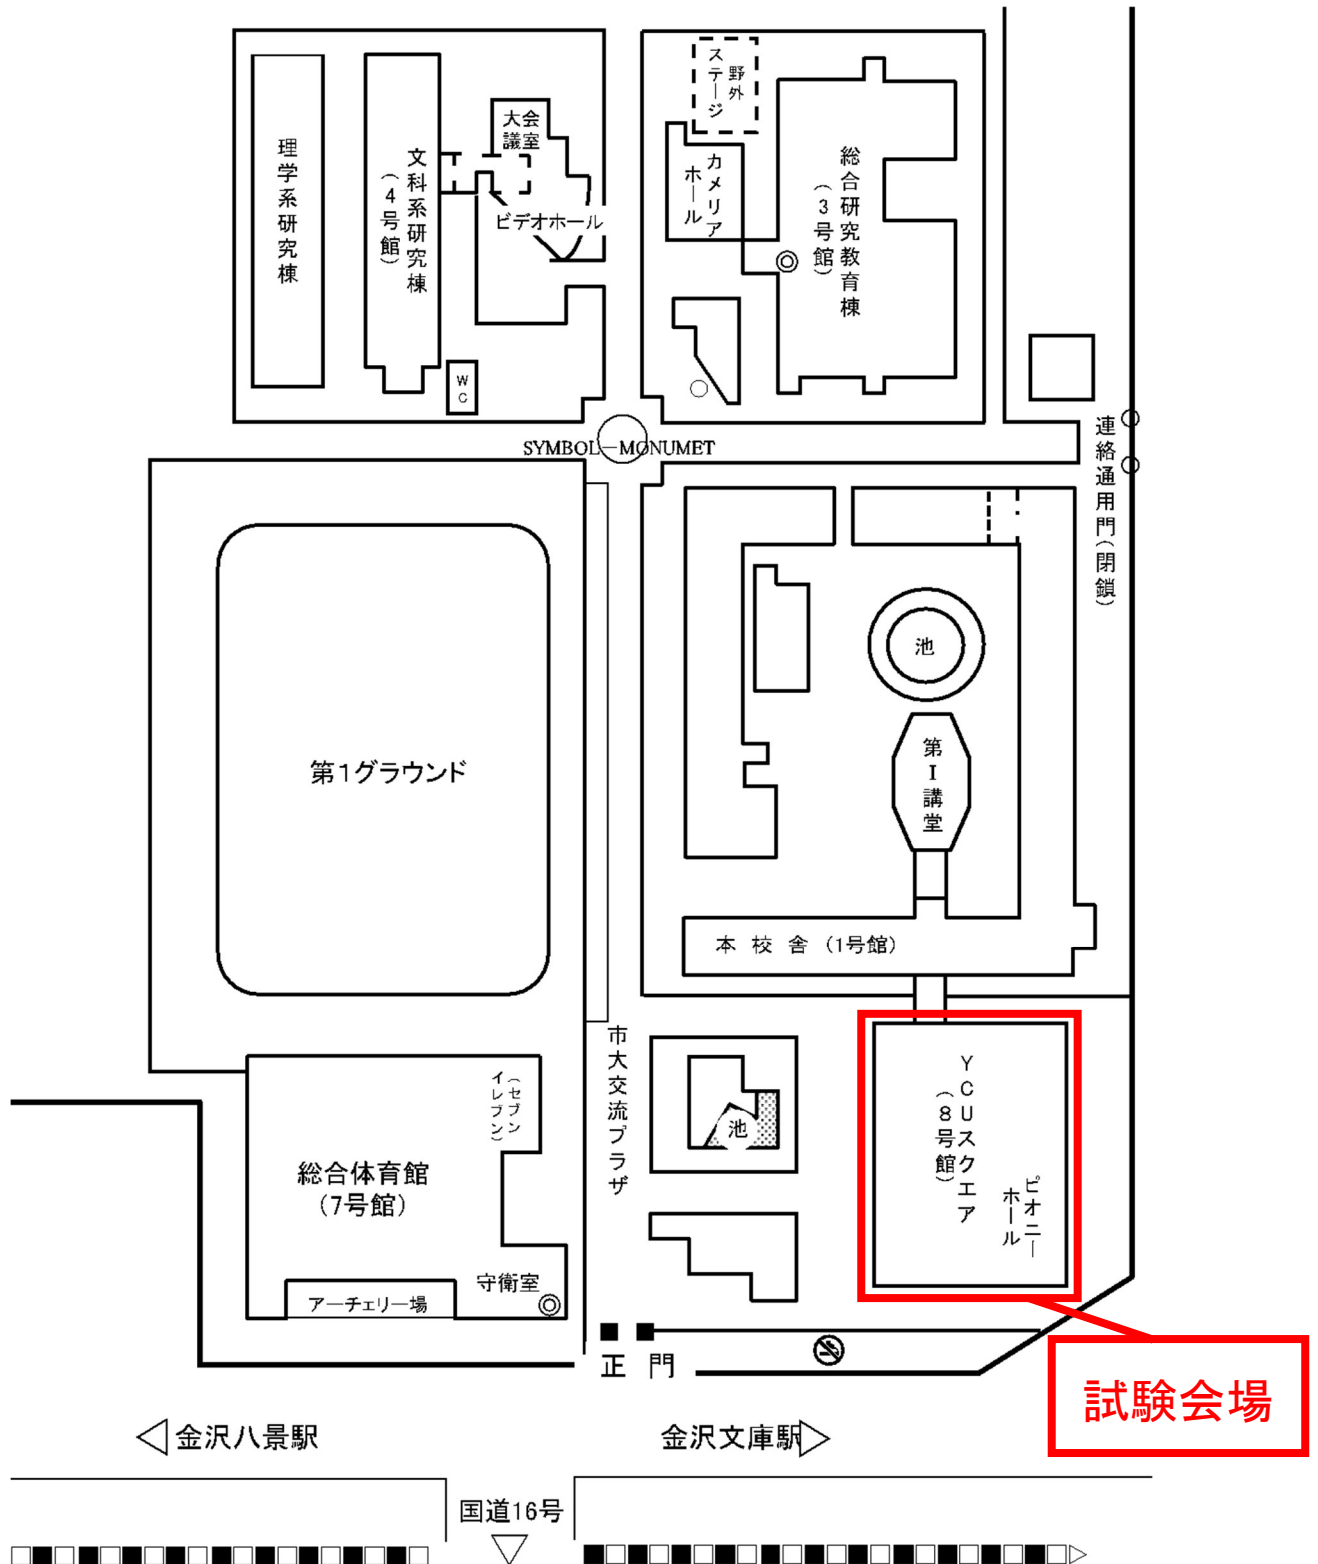 野外
ステージ
大会
議室
理学系研究棟
文科系研究棟
(4号館)
カメリア
ホール
総合研究教育棟
(3号館)
ビデオホール
WC
SYMBOL－MONUMET
連絡通用門(閉鎖)
池
第1グラウンド
第Ⅰ講堂
本校舎(1号館)
市大交流プラザ
(セブン
イレブン)
池
YCUスクエア
(8号館)
ピオニー
ホール
総合体育館
(7号館)
守衛室
アーチェリー場
正門
試験会場
金沢八景駅
金沢文庫駅
国道16号